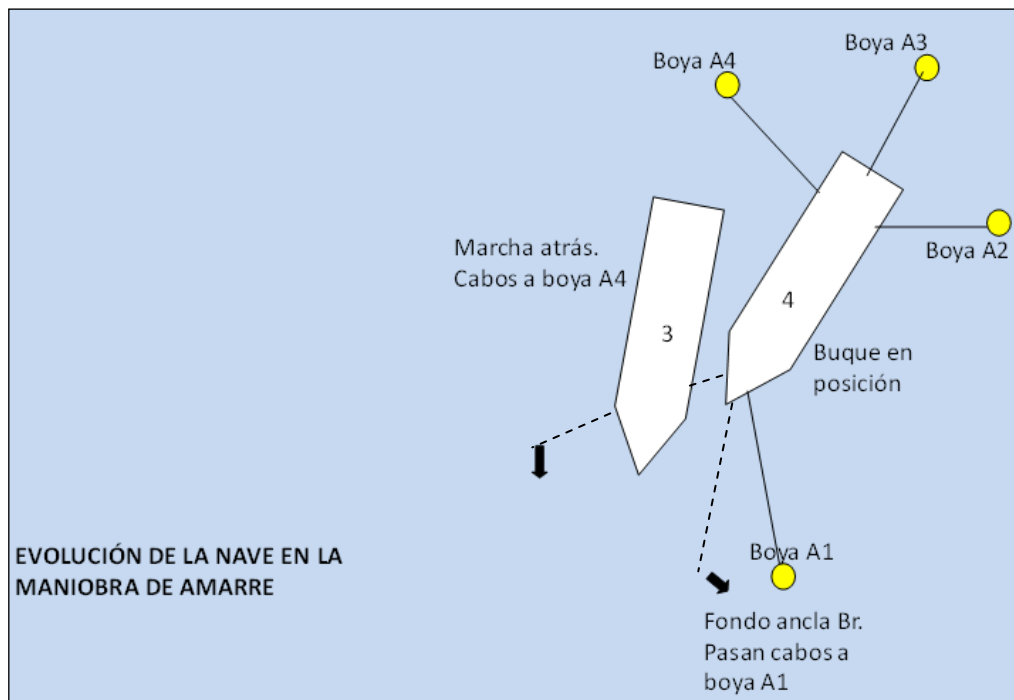 Boya A3
Boya A4
Marcha atrás.
Cabos a boya A4
Boya A2
4
3
Buque en
posición
EVOLUCIÓN DE LA NAVE EN LA
MANIOBRA DE AMARRE
Boya A1
Fondo ancla Br.
Pasan cabos a
boya A1